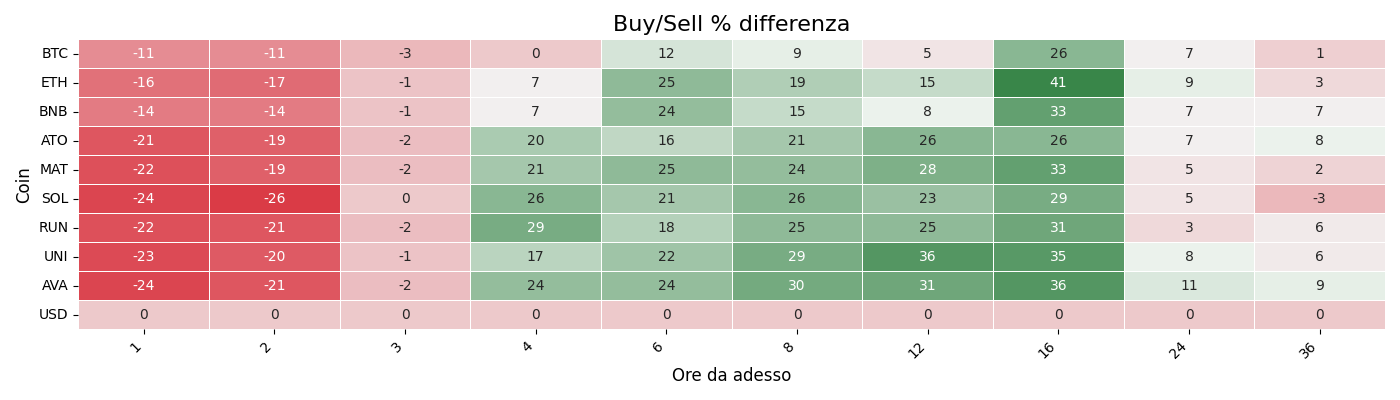 Buy/Sell % differenza
Coin
BTC -11 -11 -3 0 12 9 5 26 7 1
ETH -16 -17 -1 7 25 19 15 41 9 3
BNB -14 -14 -1 7 24 15 8 33 7 7
ATO -21 -19 -2 20 16 21 26 26 7 8
MAT -22 -19 -2 21 25 24 28 33 5 2
SOL -24 -26 0 26 21 26 23 29 5 -3
RUN -22 -21 -2 29 18 25 25 31 3 6
UNI -23 -20 -1 17 22 29 36 35 8 6
AVA -24 -21 -2 24 24 30 31 36 11 9
USD 0 0 0 0 0 0 0 0 0 0
1 2 3 4 6 8 12 16 24 36
Ore da adesso